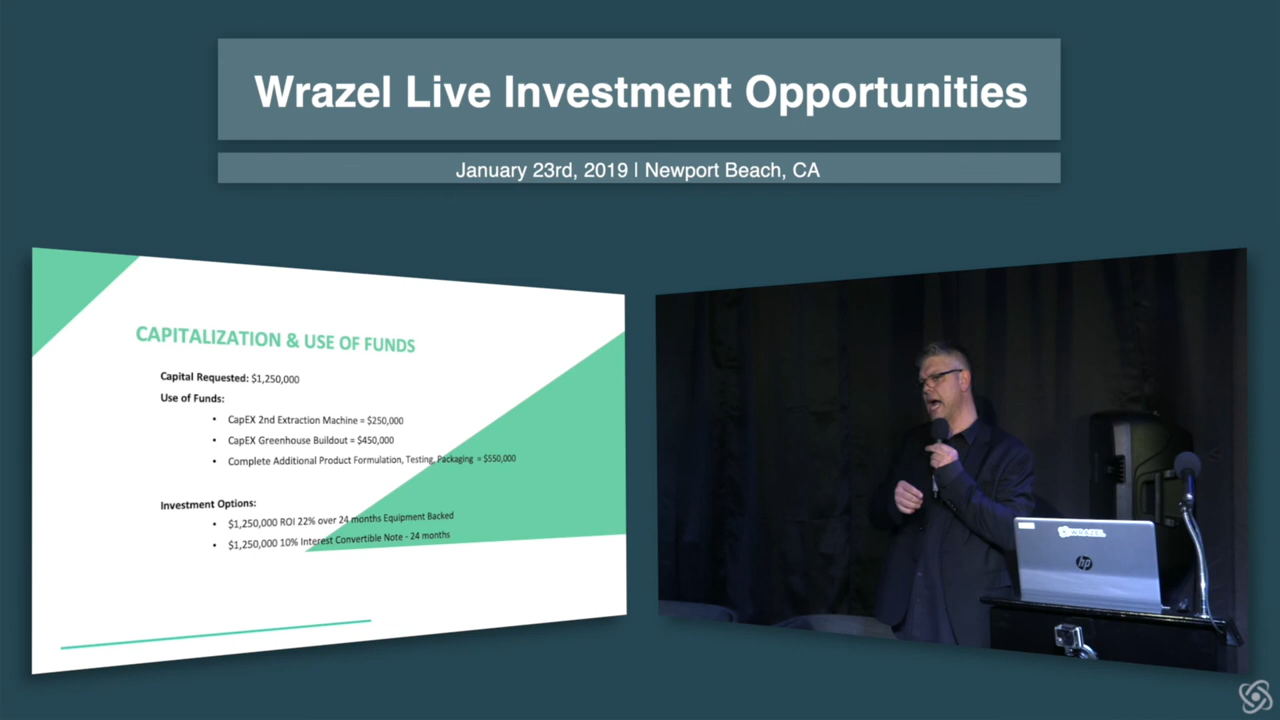 Wrazel Live Investment Opportunities
January 23rd, 2019 | Newport Beach, CA
CAPITALIZATION & USE OF FUNDS
Capital Requested: $1,250,000
Use of Funds:
• CapEX 2nd Extraction Machine = $250,000
• CapEX Greenhouse Buildout = $450,000
• Complete Additional Product Formulation, Testing, Packaging = $550,000
Investment Options:
• $1,250,000 ROI 22% over 24 months Equipment Backed
• $1,250,000 10% Interest Convertible Note - 24 months
WRAZEL
hp